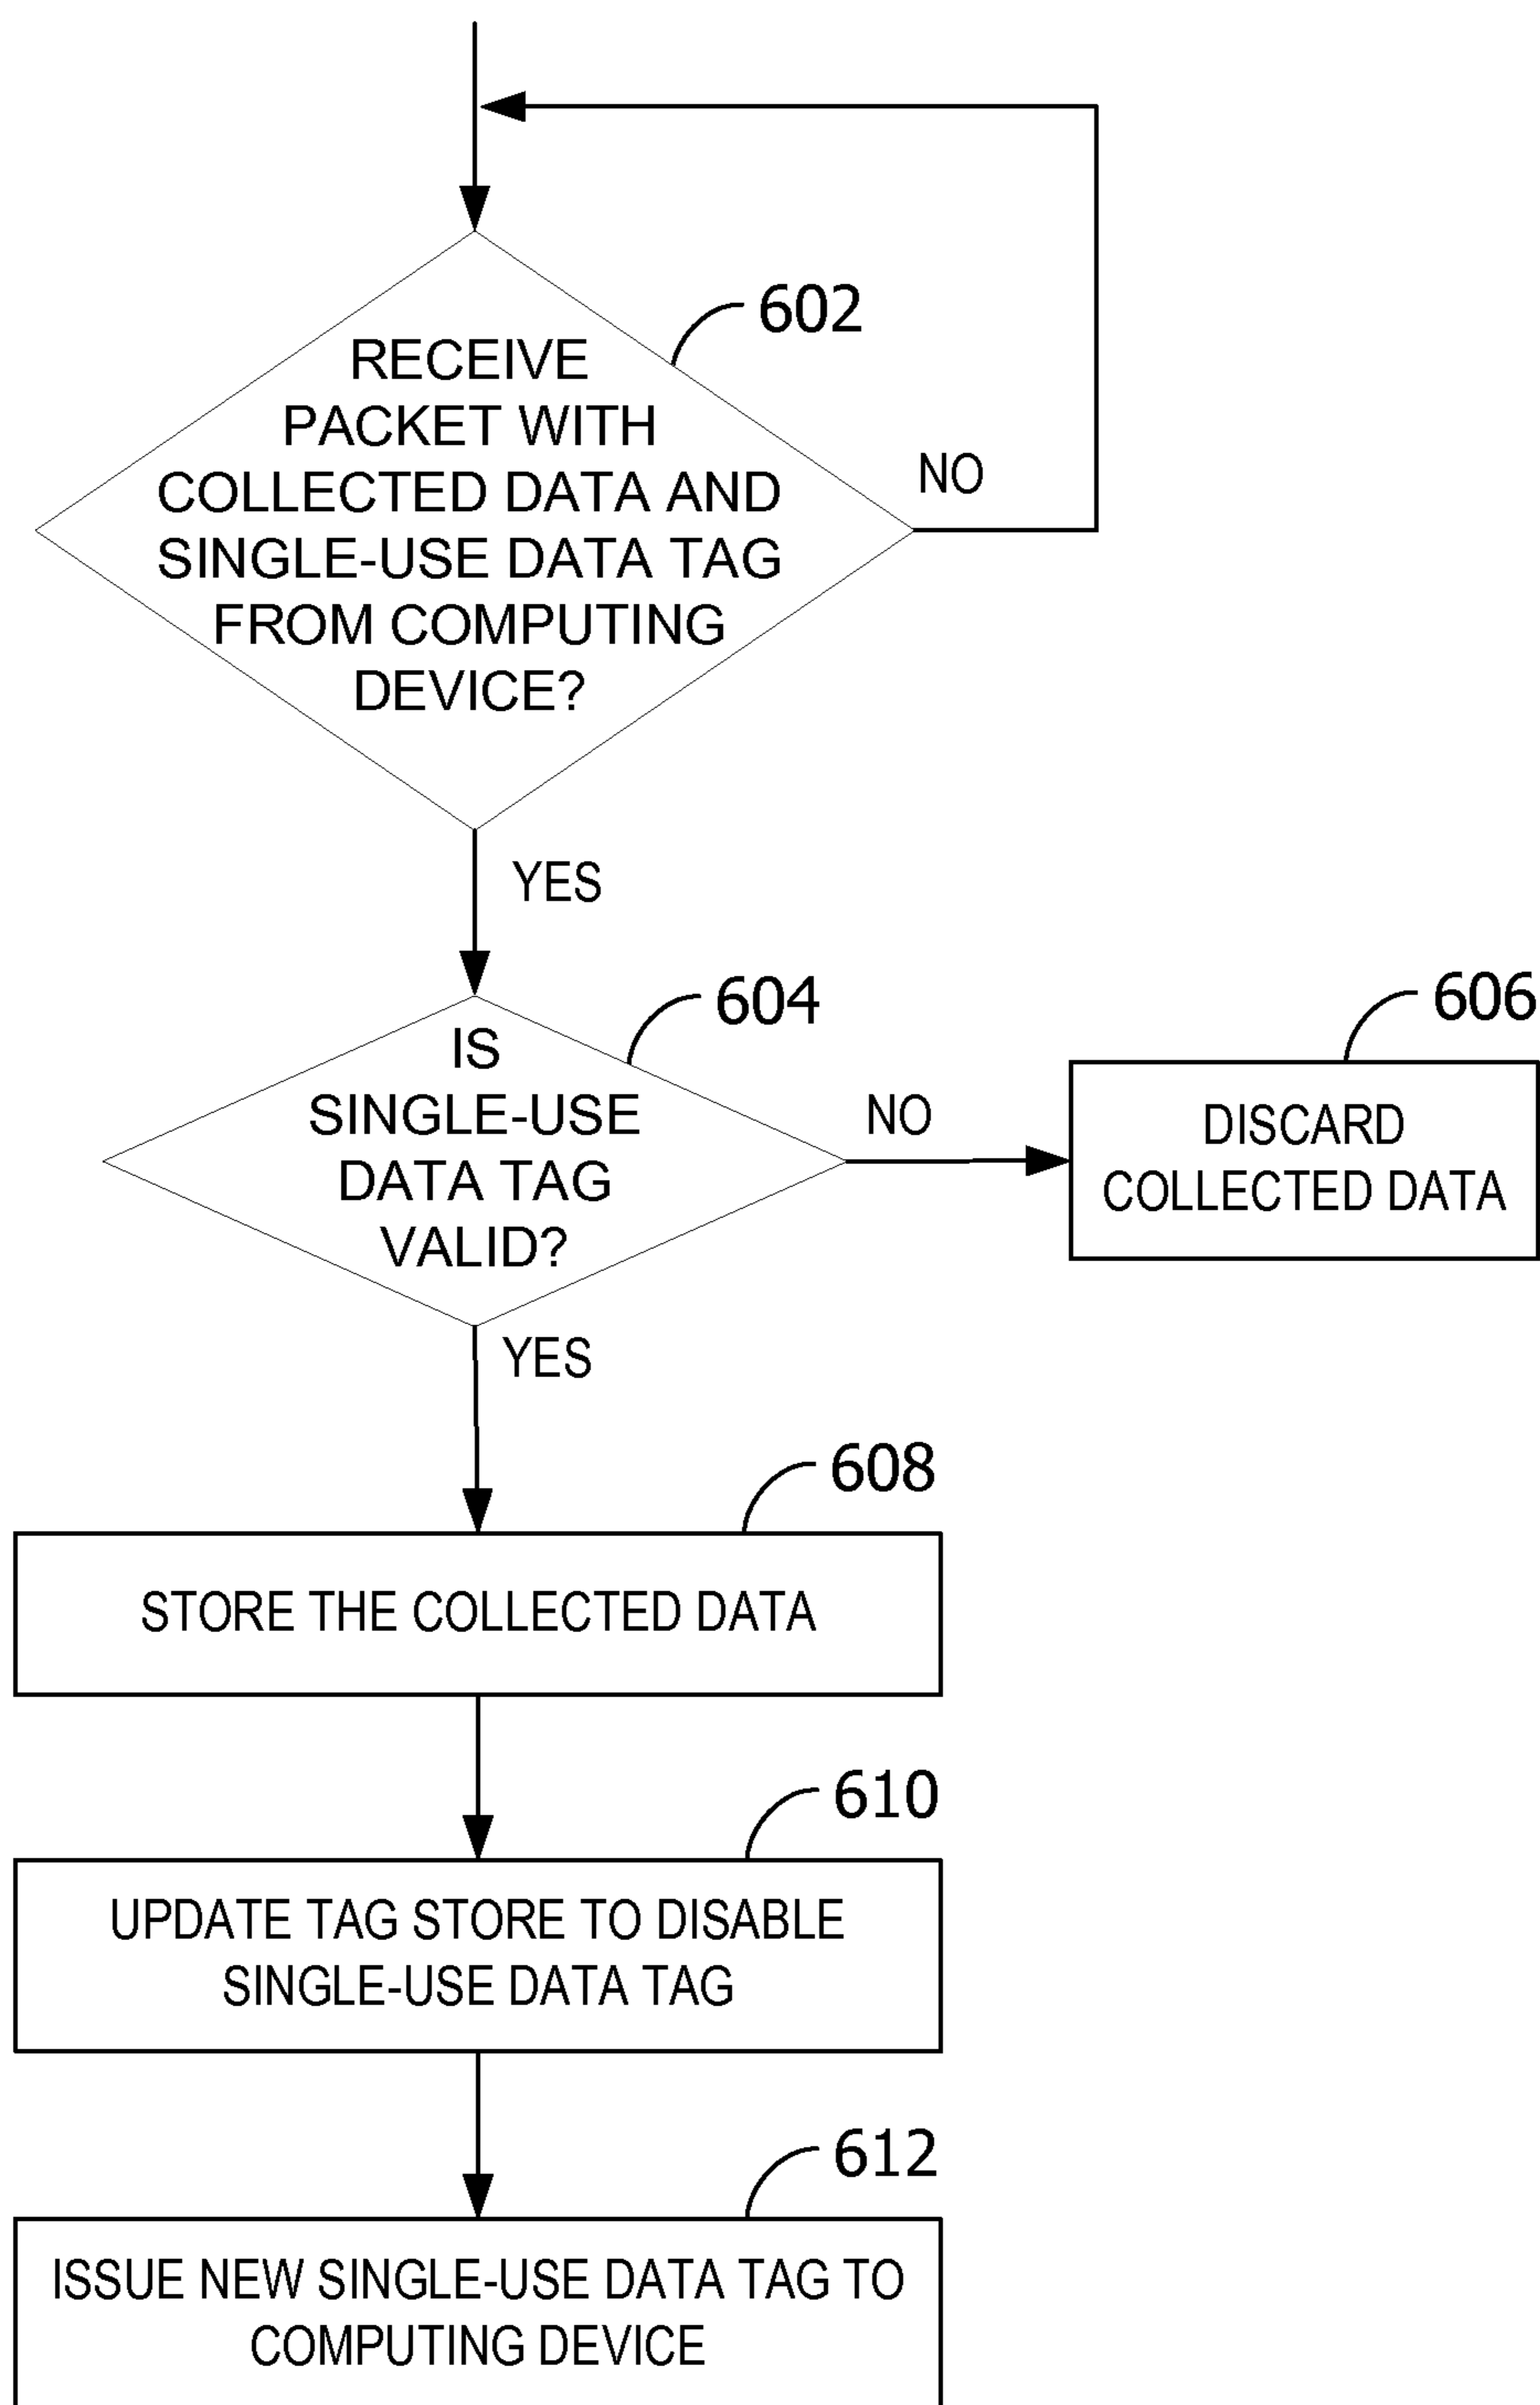 602
RECEIVE
PACKET WITH
COLLECTED DATA AND
SINGLE-USE DATA TAG
FROM COMPUTING
DEVICE?
NO
YES
604
IS
SINGLE-USE
DATA TAG
VALID?
NO
606
DISCARD
COLLECTED DATA
YES
608
STORE THE COLLECTED DATA
610
UPDATE TAG STORE TO DISABLE
SINGLE-USE DATA TAG
612
ISSUE NEW SINGLE-USE DATA TAG TO
COMPUTING DEVICE